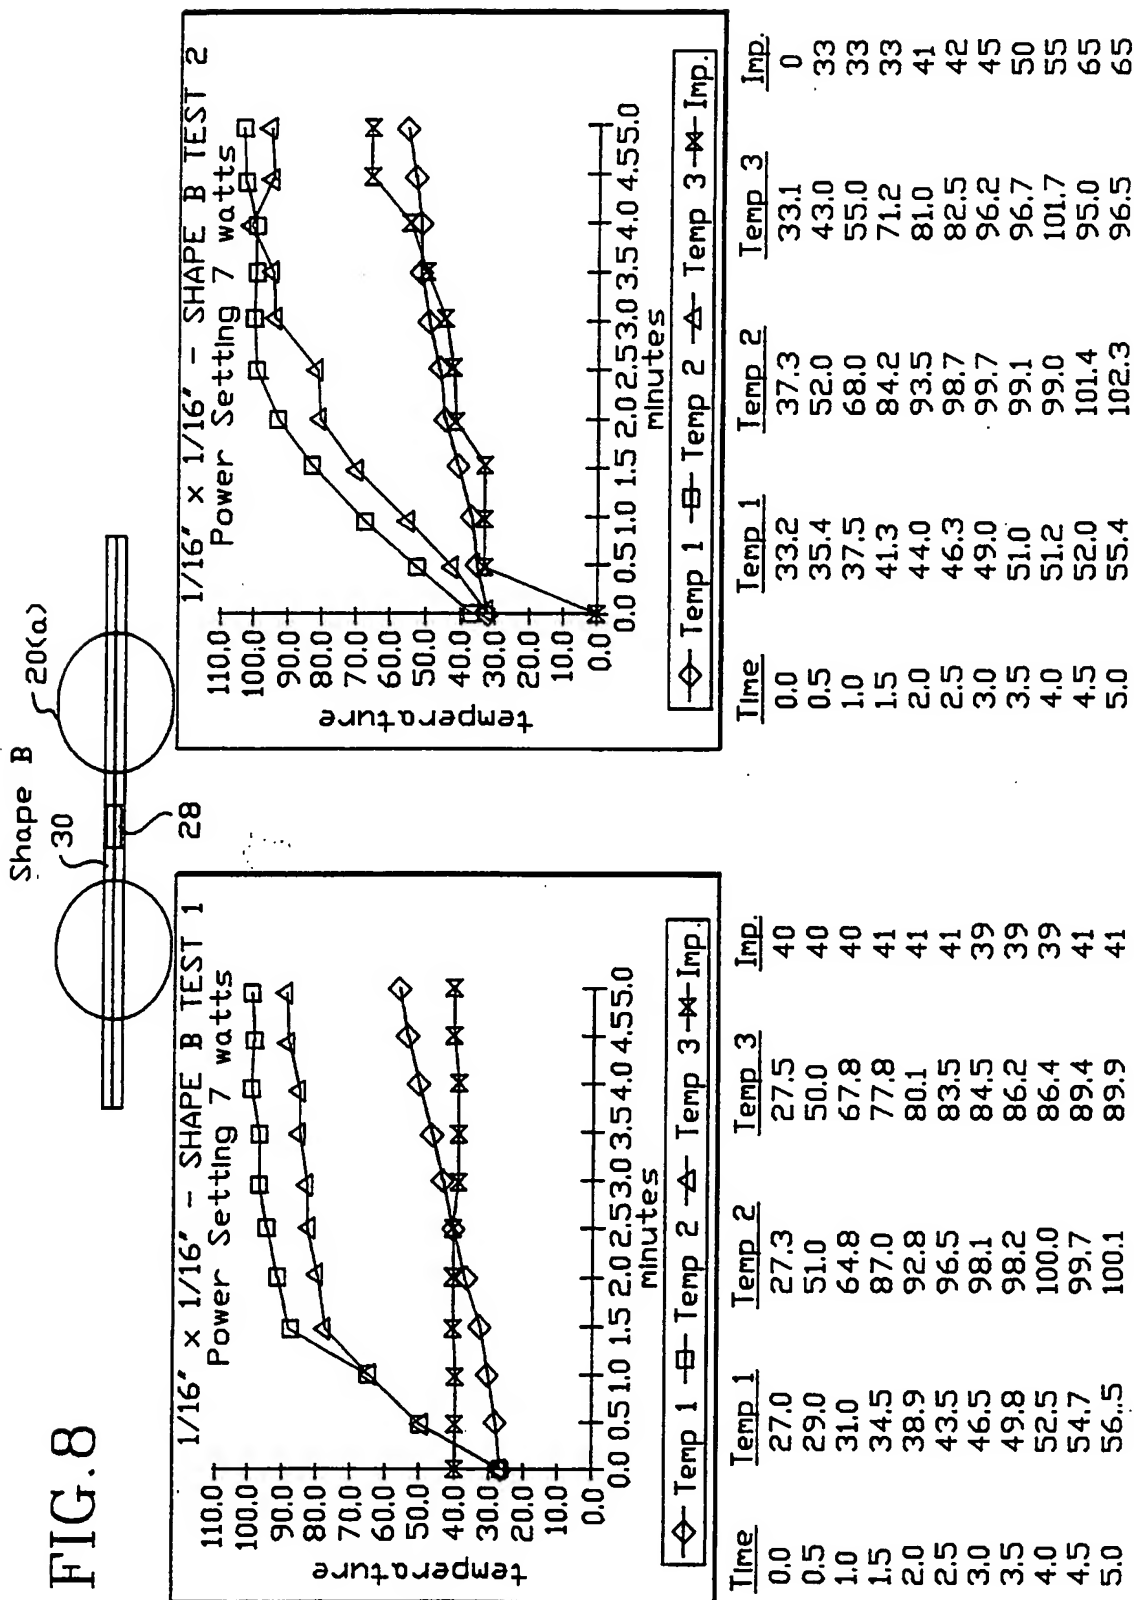 FIG.8
Shape B
30
20(a)
28
1/16" x 1/16" - SHAPE B TEST 1
Power Setting 7 watts
110.0
100.0
90.0
80.0
70.0
60.0
50.0
40.0
30.0
20.0
10.0
0.0
temperature
0.0 0.5 1.0 1.5 2.0 2.5 3.0 3.5 4.0 4.5 5.0
minutes
Temp 1 Temp 2 Temp 3 Imp.
Time Temp 1 Temp 2 Temp 3 Imp.
0.0 27.0 27.3 27.5 40
0.5 29.0 51.0 50.0 40
1.0 31.0 64.8 67.8 40
1.5 34.5 87.0 77.8 41
2.0 38.9 92.8 80.1 41
2.5 43.5 96.5 83.5 41
3.0 46.5 98.1 84.5 39
3.5 49.8 98.2 86.2 39
4.0 52.5 100.0 86.4 39
4.5 54.7 99.7 89.4 41
5.0 56.5 100.1 89.9 41
1/16" x 1/16" - SHAPE B TEST 2
Power Setting 7 watts
110.0
100.0
90.0
80.0
70.0
60.0
50.0
40.0
30.0
20.0
10.0
0.0
temperature
0.0 0.5 1.0 1.5 2.0 2.5 3.0 3.5 4.0 4.5 5.0
minutes
Temp 1 Temp 2 Temp 3 Imp.
Time Temp 1 Temp 2 Temp 3 Imp.
0.0 33.2 37.3 33.1 0
0.5 35.4 52.0 43.0 33
1.0 37.5 68.0 55.0 33
1.5 41.3 84.2 71.2 33
2.0 44.0 93.5 81.0 41
2.5 46.3 98.7 82.5 42
3.0 49.0 99.7 96.2 45
3.5 51.0 99.1 96.7 50
4.0 51.2 99.0 101.7 55
4.5 52.0 101.4 95.0 65
5.0 55.4 102.3 96.5 65